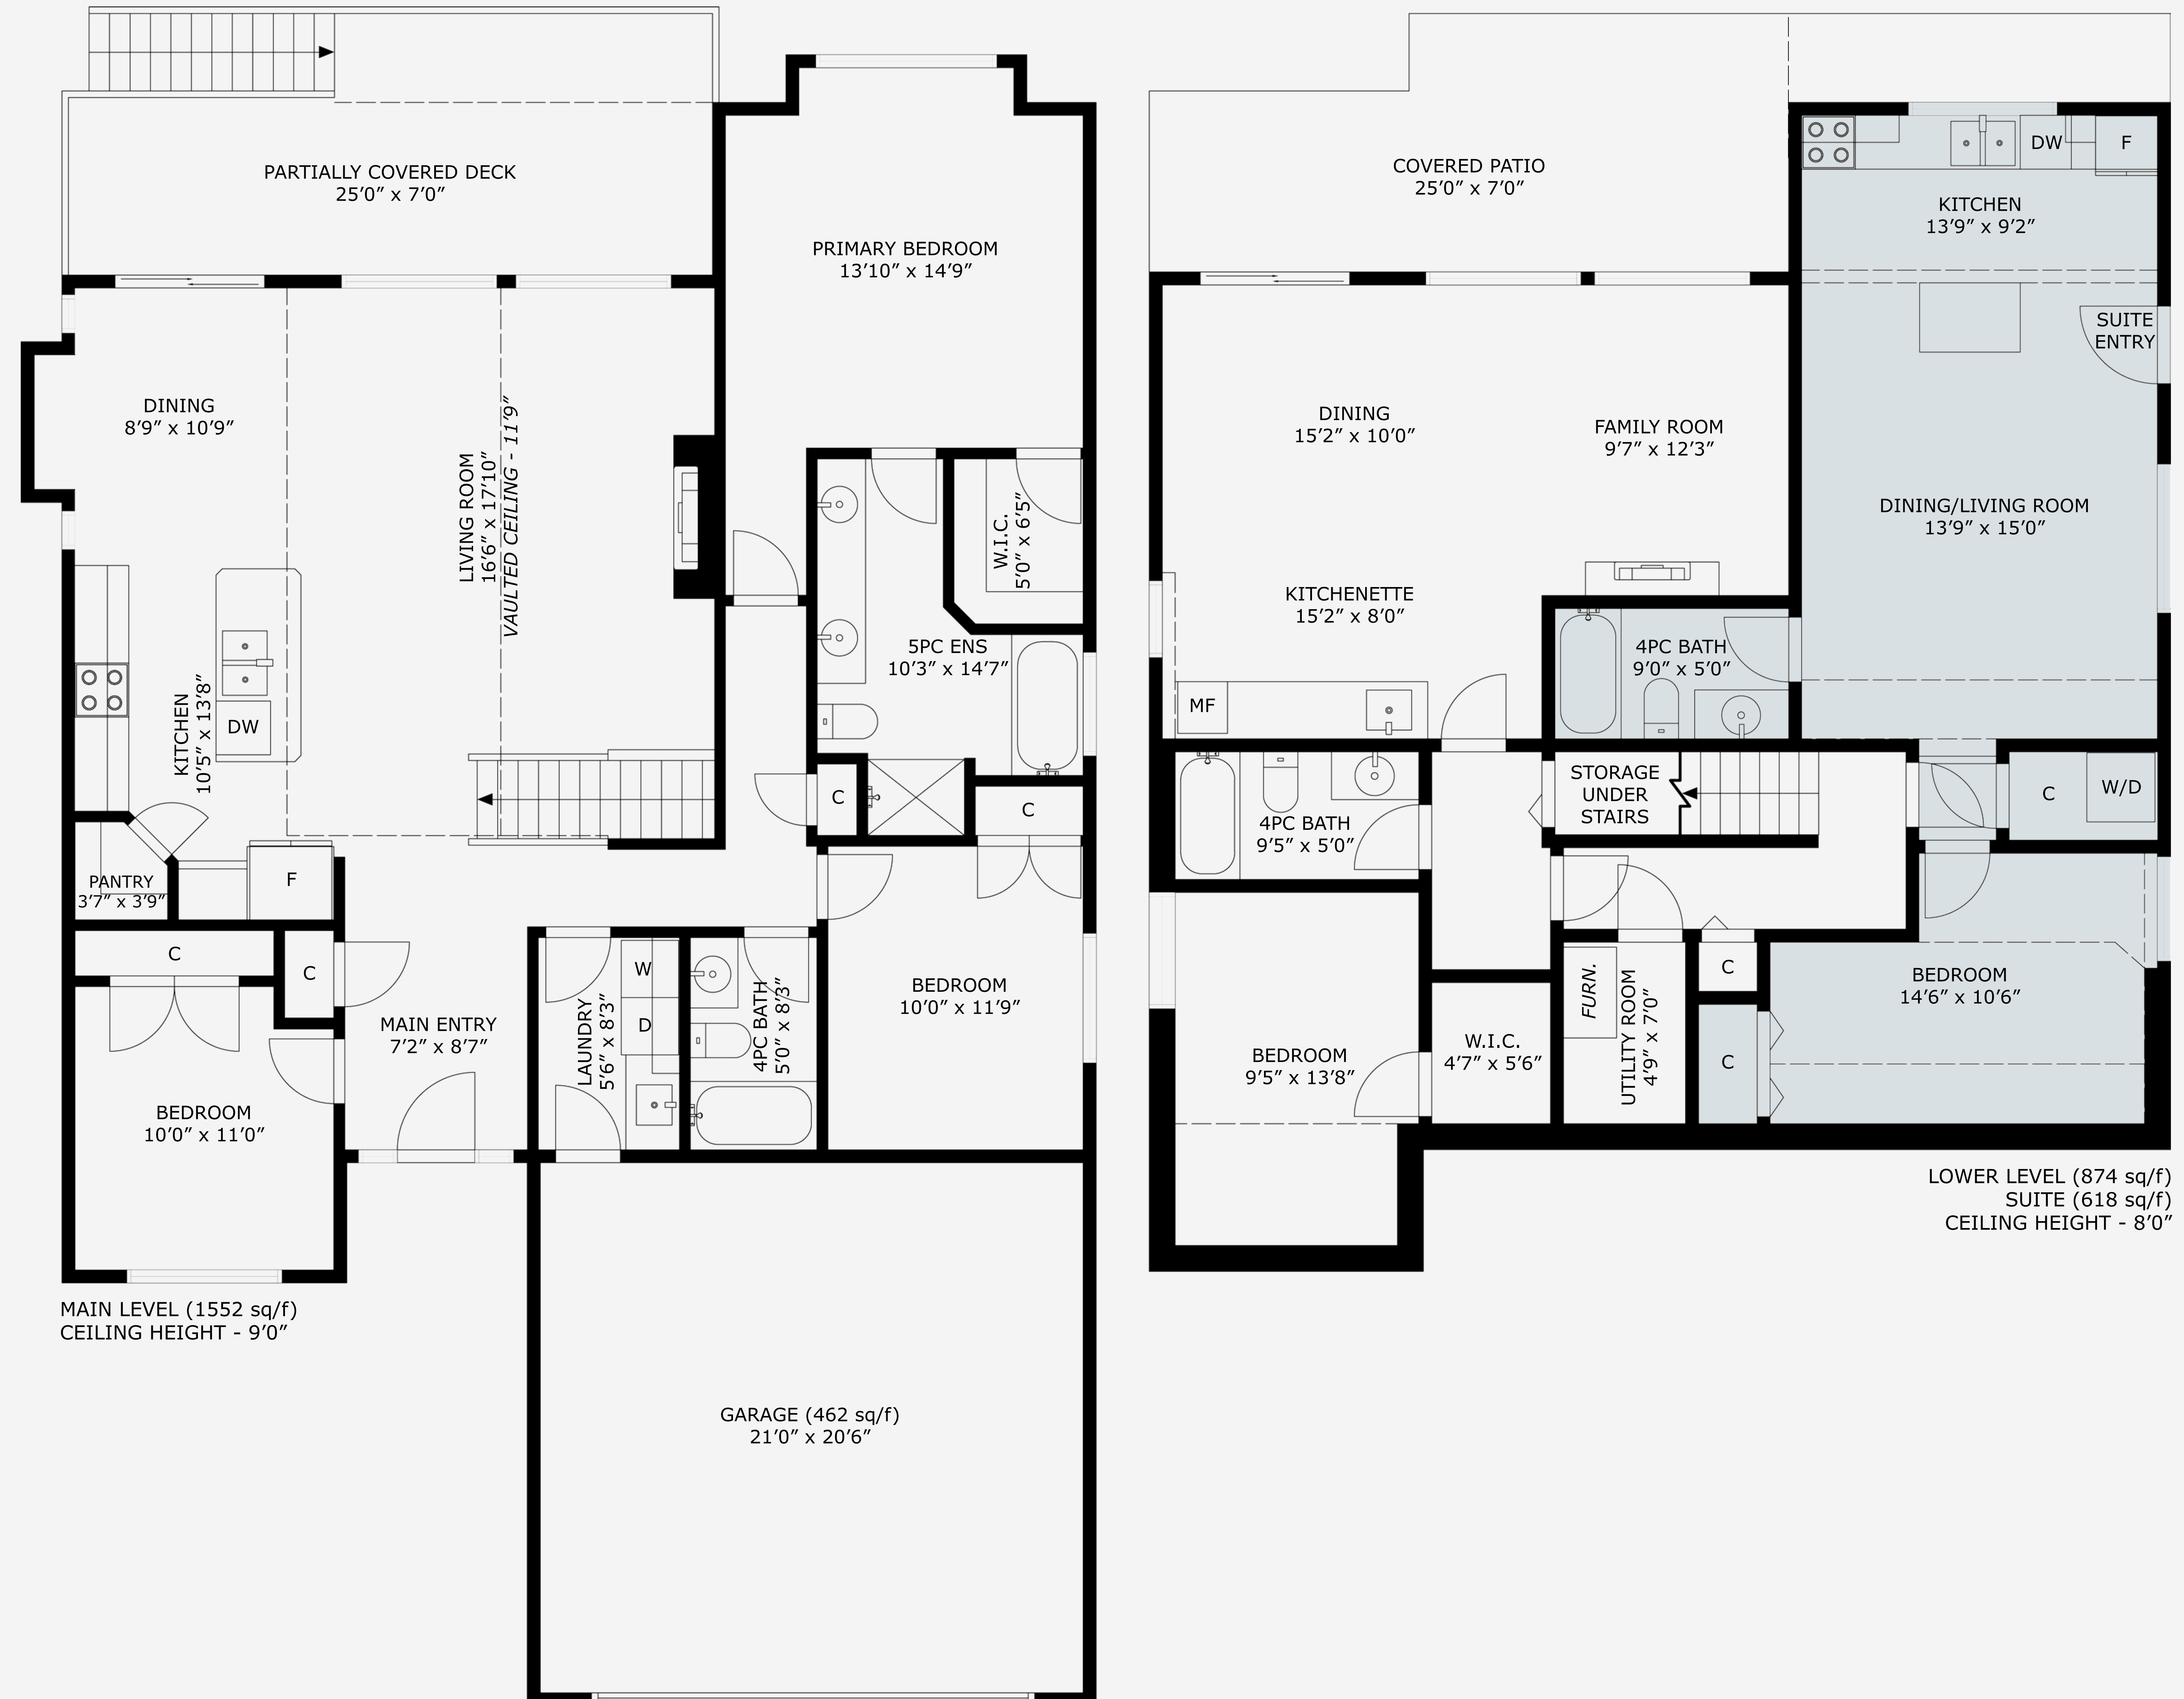 PARTIALLY COVERED DECK
25’0” x 7’0”
PRIMARY BEDROOM
13’10” x 14’9”
DINING
8’9” x 10’9”
LIVING ROOM
16’6” x 17’10”
VAULTED CEILING - 11’9”
W.I.C.
5’0” x 6’5”
5PC ENS
10’3” x 14’7”
KITCHEN
10’5” x 13’8”
DW
C
C
PANTRY
3’7” x 3’9”
F
C
C
MAIN ENTRY
7’2” x 8’7”
LAUNDRY
5’6” x 8’3”
W
D
4PC BATH
5’0” x 8’3”
BEDROOM
10’0” x 11’9”
BEDROOM
10’0” x 11’0”
MAIN LEVEL (1552 sq/f)
CEILING HEIGHT - 9’0”
GARAGE (462 sq/f)
21’0” x 20’6”
COVERED PATIO
25’0” x 7’0”
DW
F
KITCHEN
13’9” x 9’2”
SUITE
ENTRY
DINING
15’2” x 10’0”
FAMILY ROOM
9’7” x 12’3”
DINING/LIVING ROOM
13’9” x 15’0”
KITCHENETTE
15’2” x 8’0”
MF
4PC BATH
9’0” x 5’0”
STORAGE
UNDER
STAIRS
C
W/D
4PC BATH
9’5” x 5’0”
FURN.
UTILITY ROOM
4’9” x 7’0”
C
C
BEDROOM
14’6” x 10’6”
W.I.C.
4’7” x 5’6”
BEDROOM
9’5” x 13’8”
LOWER LEVEL (874 sq/f)
SUITE (618 sq/f)
CEILING HEIGHT - 8’0”